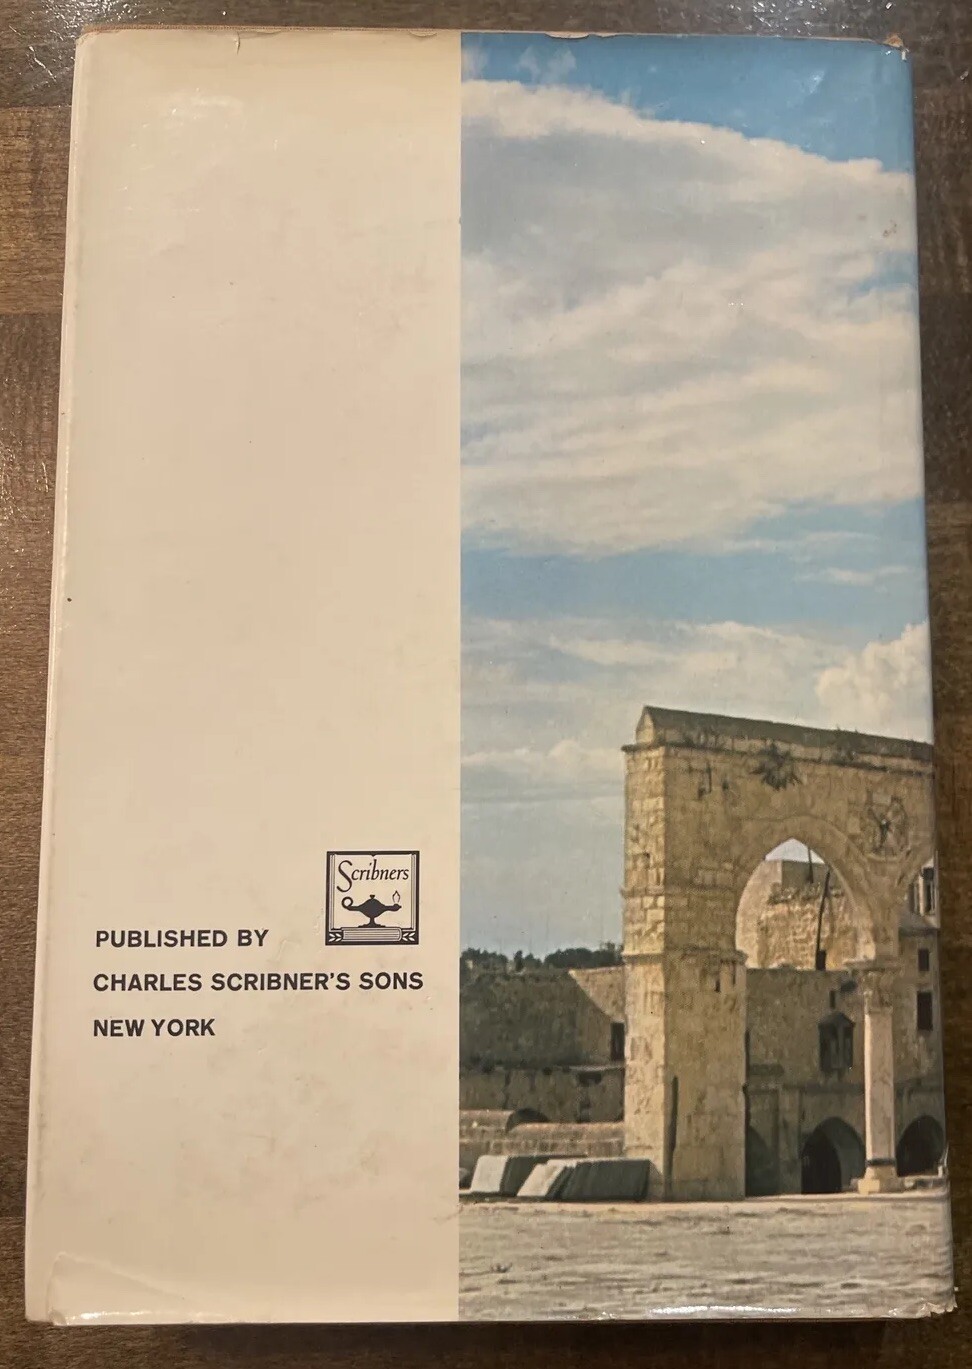 Scribners
PUBLISHED BY
CHARLES SCRIBNER'S SONS
NEW YORK